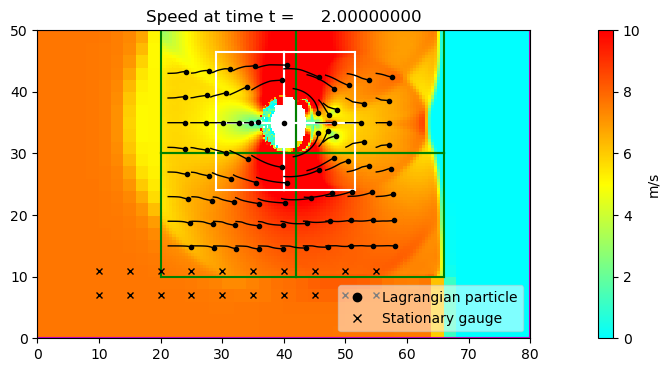 Speed at time t =     2.00000000
50
40
30
20
10
0
0 10 20 30 40 50 60 70 80
Lagrangian particle
Stationary gauge
10
8
6
4
2
0
m/s